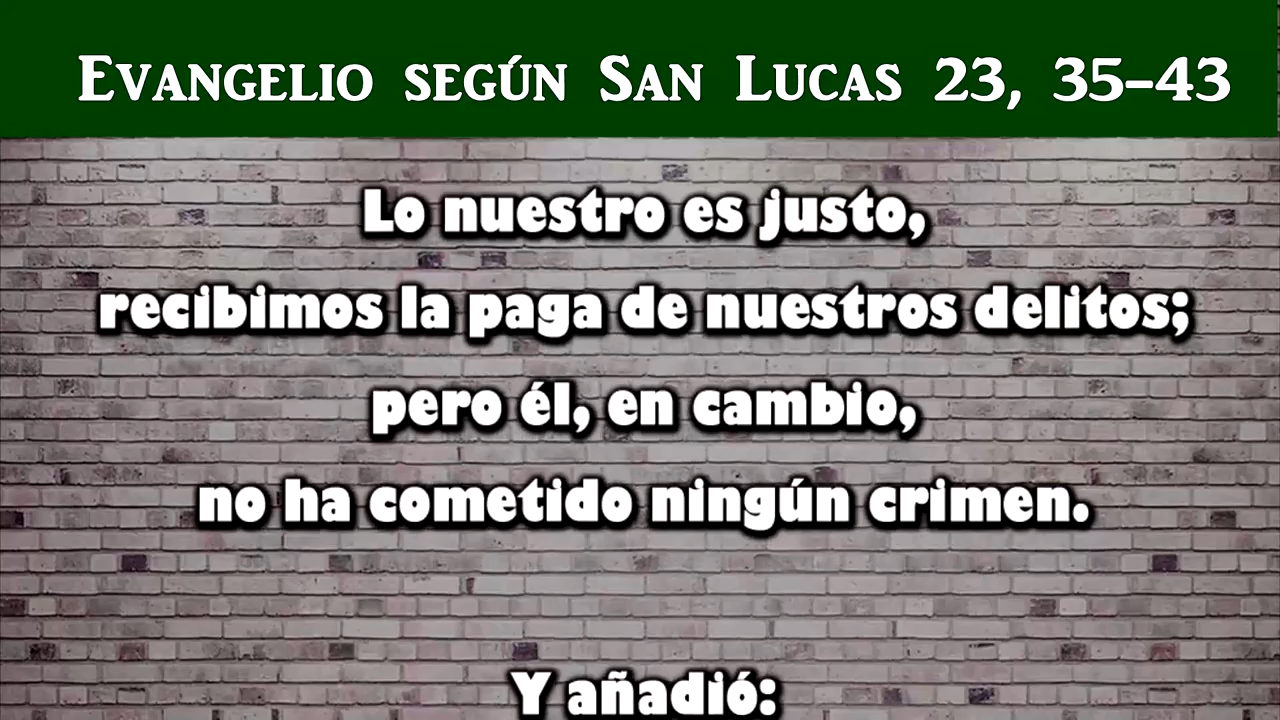 Evangelio según San Lucas 23, 35-43
Lo nuestro es justo,
recibimos la paga de nuestros delitos;
pero él, en cambio,
no ha cometido ningún crimen.
Y añadió: